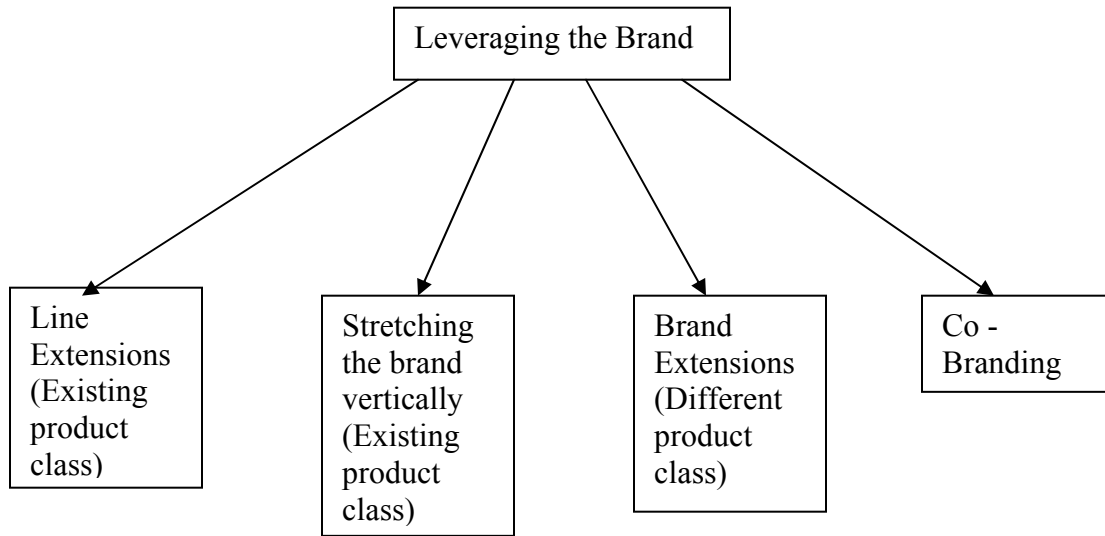 Leveraging the Brand
Line
Extensions
(Existing
product
class)
Stretching
the brand
vertically
(Existing
product
class)
Brand
Extensions
(Different
product
class)
Co -
Branding